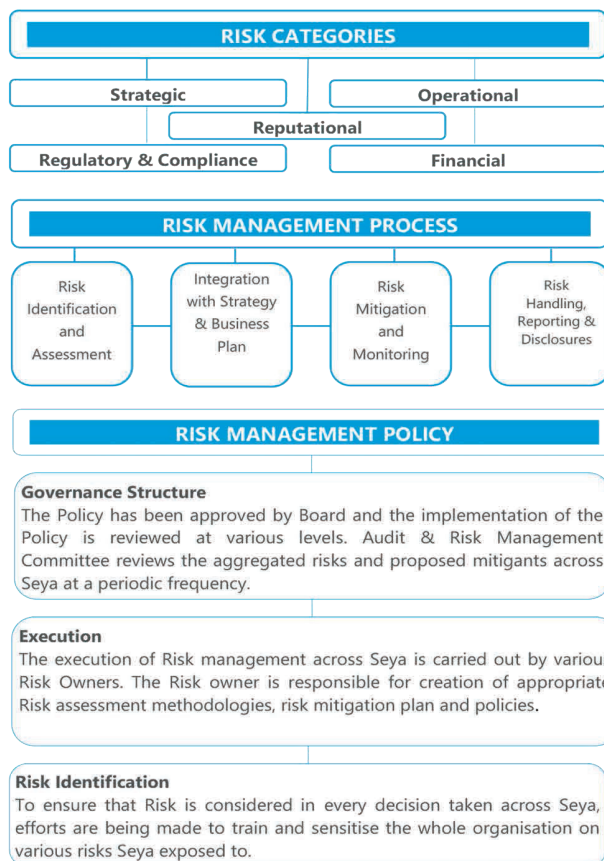 RISK CATEGORIES
Strategic
Operational
Reputational
Regulatory & Compliance
Financial
RISK MANAGEMENT PROCESS
Risk
Identification
and
Assessment
Integration
with Strategy
& Business
Plan
Risk
Mitigation
and
Monitoring
Risk
Handling,
Reporting &
Disclosures
RISK MANAGEMENT POLICY
Governance Structure
The Policy has been approved by Board and the implementation of the
Policy is reviewed at various levels. Audit & Risk Management
Committee reviews the aggregated risks and proposed mitigants across
Seya at a periodic frequency.
Execution
The execution of Risk management across Seya is carried out by variou
Risk Owners. The Risk owner is responsible for creation of appropriate
Risk assessment methodologies, risk mitigation plan and policies.
Risk Identification
To ensure that Risk is considered in every decision taken across Seya,
efforts are being made to train and sensitise the whole organisation on
various risks Seya exposed to.